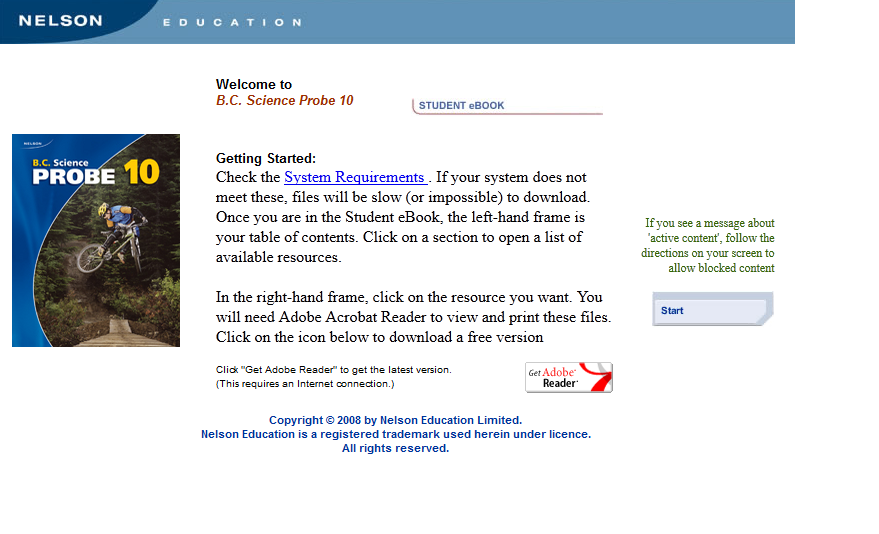 NELSON
EDUCATION
Welcome to
B.C. Science Probe 10
STUDENT eBOOK
NELSON
B.C. Science
PROBE 10
Getting Started:
Check the System Requirements . If your system does not
meet these, files will be slow (or impossible) to download.
Once you are in the Student eBook, the left-hand frame is
your table of contents. Click on a section to open a list of
available resources.
In the right-hand frame, click on the resource you want. You
will need Adobe Acrobat Reader to view and print these files.
Click on the icon below to download a free version
If you see a message about
'active content', follow the
directions on your screen to
allow blocked content
Start
Click "Get Adobe Reader" to get the latest version.
(This requires an Internet connection.)
Get Adobe®
Reader®
Copyright © 2008 by Nelson Education Limited.
Nelson Education is a registered trademark used herein under licence.
All rights reserved.